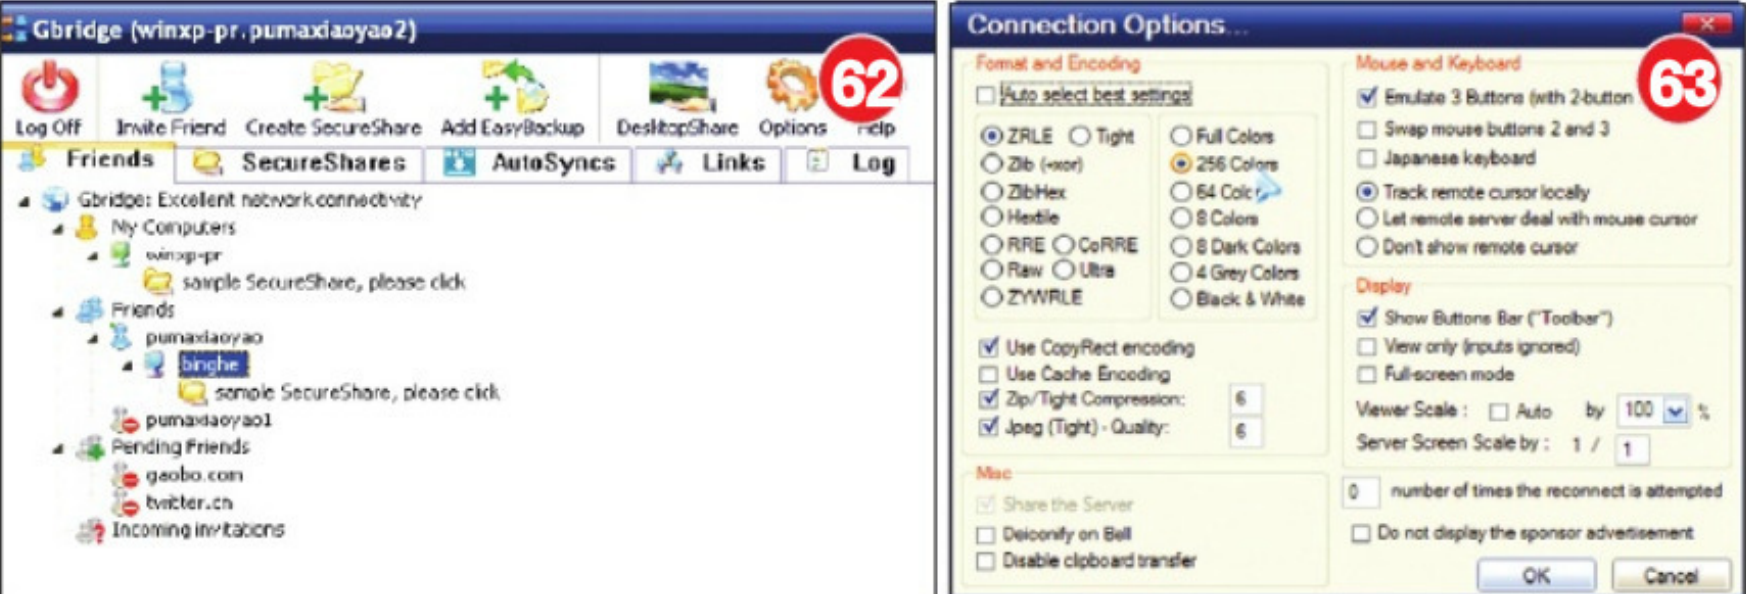 Gbridge (winxp-pr.pumaxiaoyao2)
62
Log Off Invite Friend Create SecureShare Add EasyBackup DesktopShare Options Help
Friends SecureShares AutoSyncs Links Log
Gbridge: Excellent network connectivity
My Computers
winxp-pr
sample SecureShare, please click
Friends
pumaxiaoyao
binghe
sample SecureShare, please click
pumaxiaoyao1
Pending Friends
gaobo.com
twitter.cn
Incoming invitations
Connection Options...
63
Format and Encoding
Auto select best settings
ZRLE Tight
Zlib (+xor)
ZlibHex
Hextile
RRE CoRRE
Raw Ultra
ZYWRLE
Full Colors
256 Colors
64 Colors
8 Colors
8 Dark Colors
4 Grey Colors
Black & White
Use CopyRect encoding
Use Cache Encoding
Zip/Tight Compression: 6
Jpeg (Tight) - Quality: 6
Misc
Share the Server
Deiconify on Bell
Disable clipboard transfer
Mouse and Keyboard
Emulate 3 Buttons (with 2-button
Swap mouse buttons 2 and 3
Japanese keyboard
Track remote cursor locally
Let remote server deal with mouse cursor
Don't show remote cursor
Display
Show Buttons Bar ("Toolbar")
View only (inputs ignored)
Full-screen mode
Viewer Scale : Auto by 100 %
Server Screen Scale by : 1 / 1
0 number of times the reconnect is attempted
Do not display the sponsor advertisement
OK Cancel